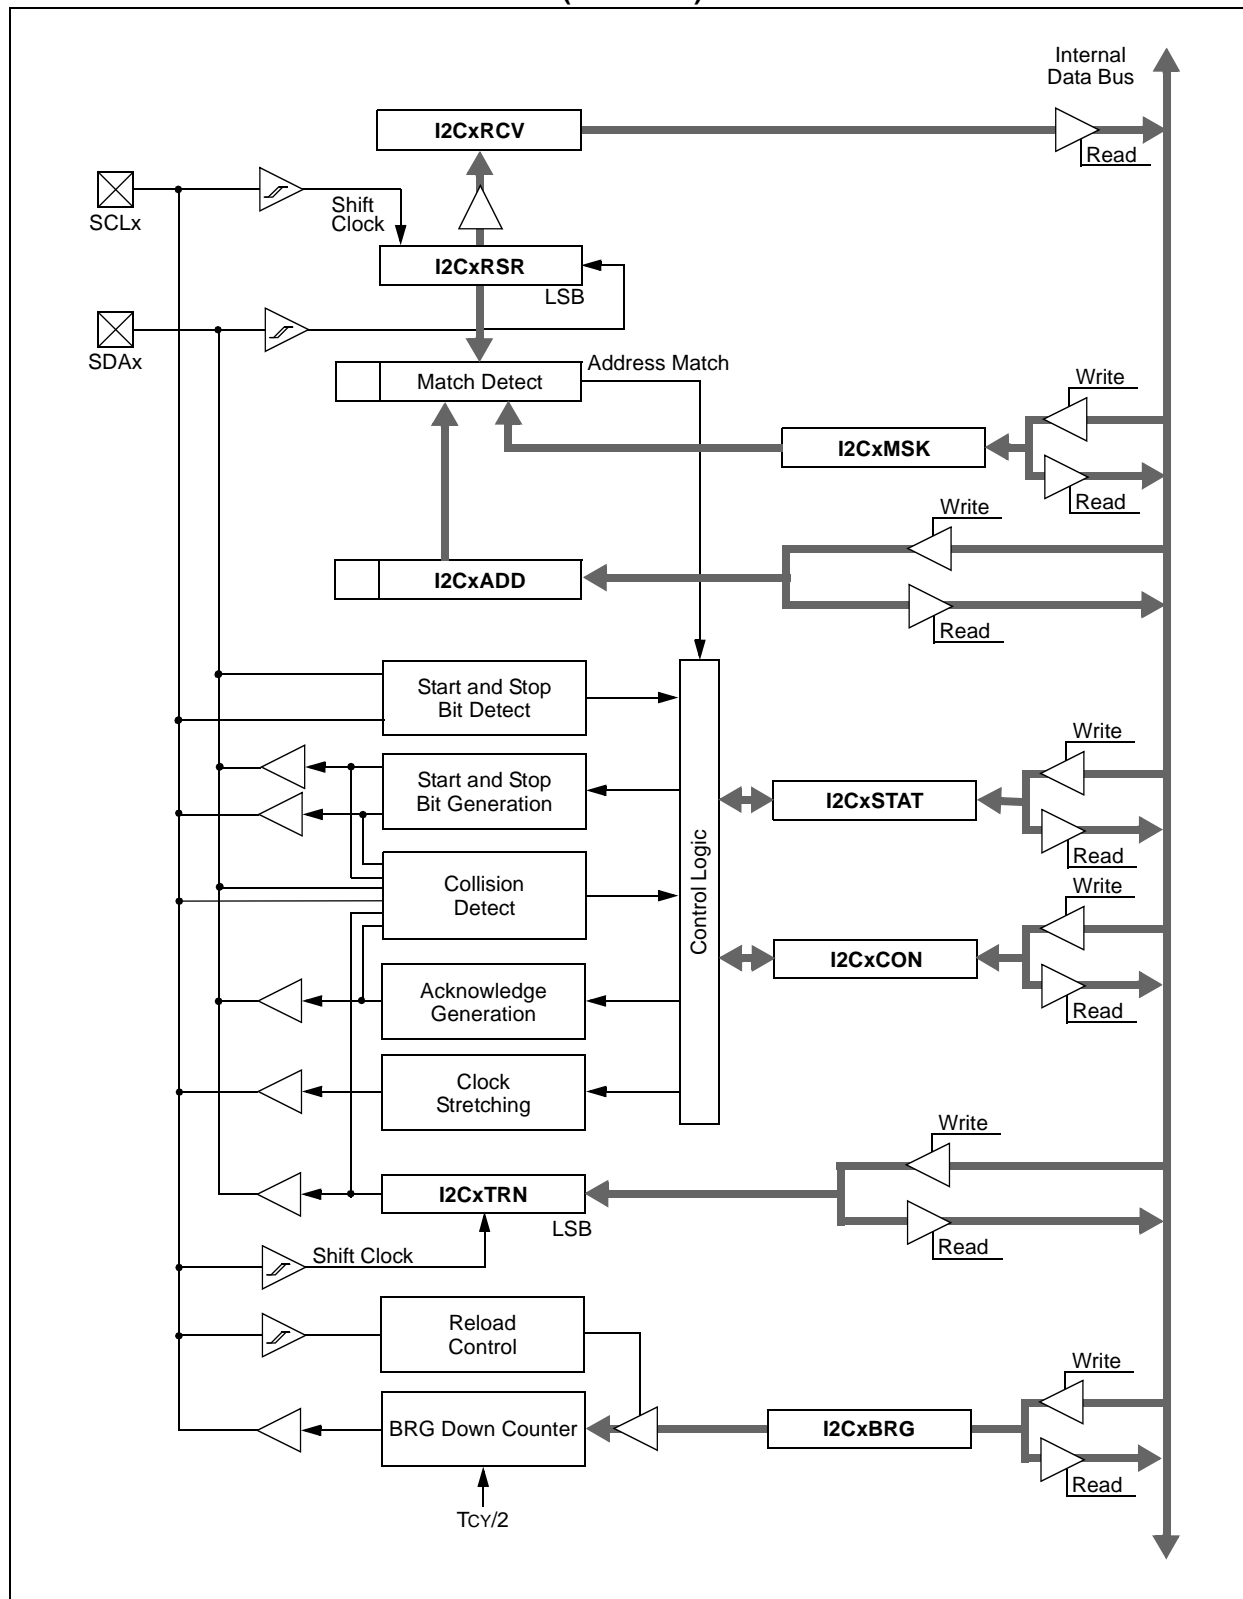 Internal
Data Bus
I2CxRCV
Read
SCLx
Shift
Clock
I2CxRSR
LSB
SDAx
Address Match
Match Detect
Write
I2CxMSK
Read
Write
I2CxADD
Read
Start and Stop
Bit Detect
Write
Start and Stop
Bit Generation
I2CxSTAT
Read
Control Logic
Collision
Detect
Write
I2CxCON
Acknowledge
Generation
Read
Clock
Stretching
Write
I2CxTRN
LSB
Read
Shift Clock
Reload
Control
Write
BRG Down Counter
I2CxBRG
Read
TCY/2